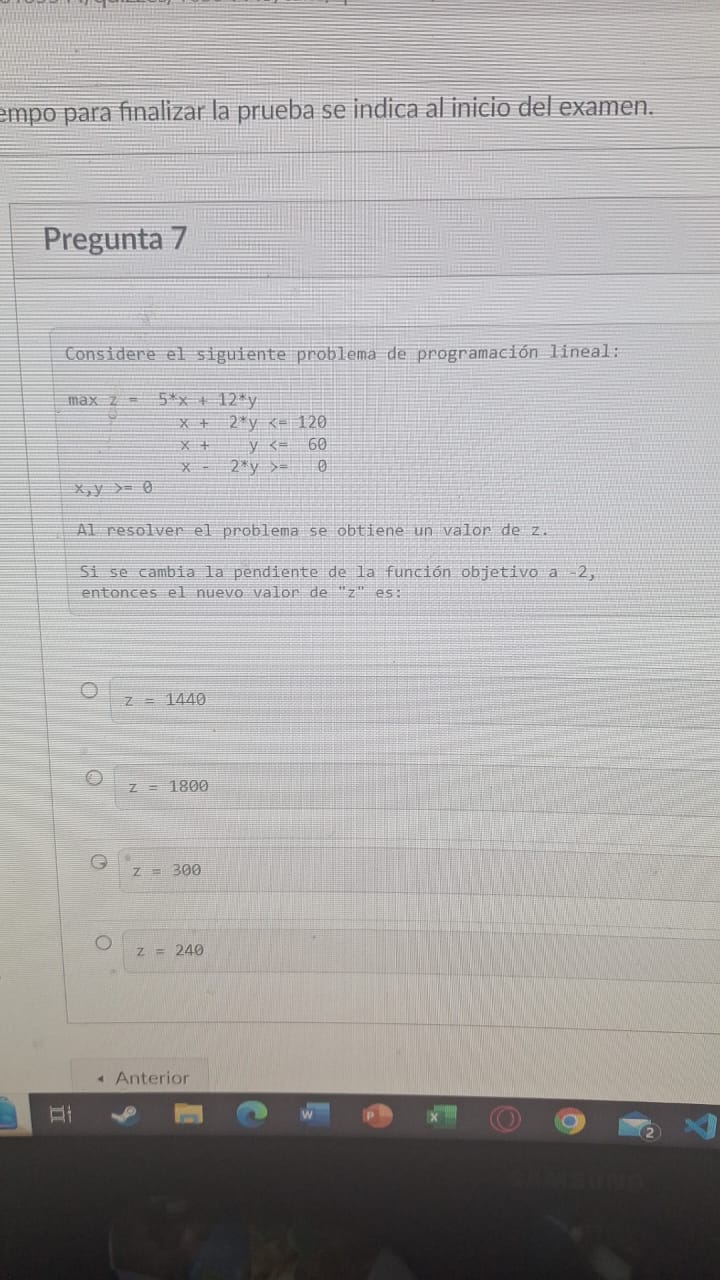 empo para finalizar la prueba se indica al inicio del examen.
Pregunta 7
Considere el siguiente problema de programación lineal:
max z = 5*x + 12*y
x + 2*y <= 120
x + y <= 60
x - 2*y >= 0
x,y >= 0
Al resolver el problema se obtiene un valor de z.
Si se cambia la pendiente de la función objetivo a -2,
entonces el nuevo valor de "z" es:
z = 1440
z = 1800
z = 300
z = 240
◂ Anterior
W
P
X
2
SAMSUNG